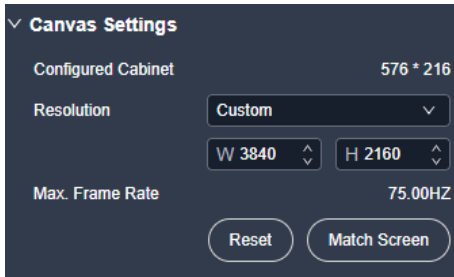 Canvas Settings
Configured Cabinet 576 * 216
Resolution Custom
W 3840 H 2160
Max. Frame Rate 75.00HZ
Reset Match Screen